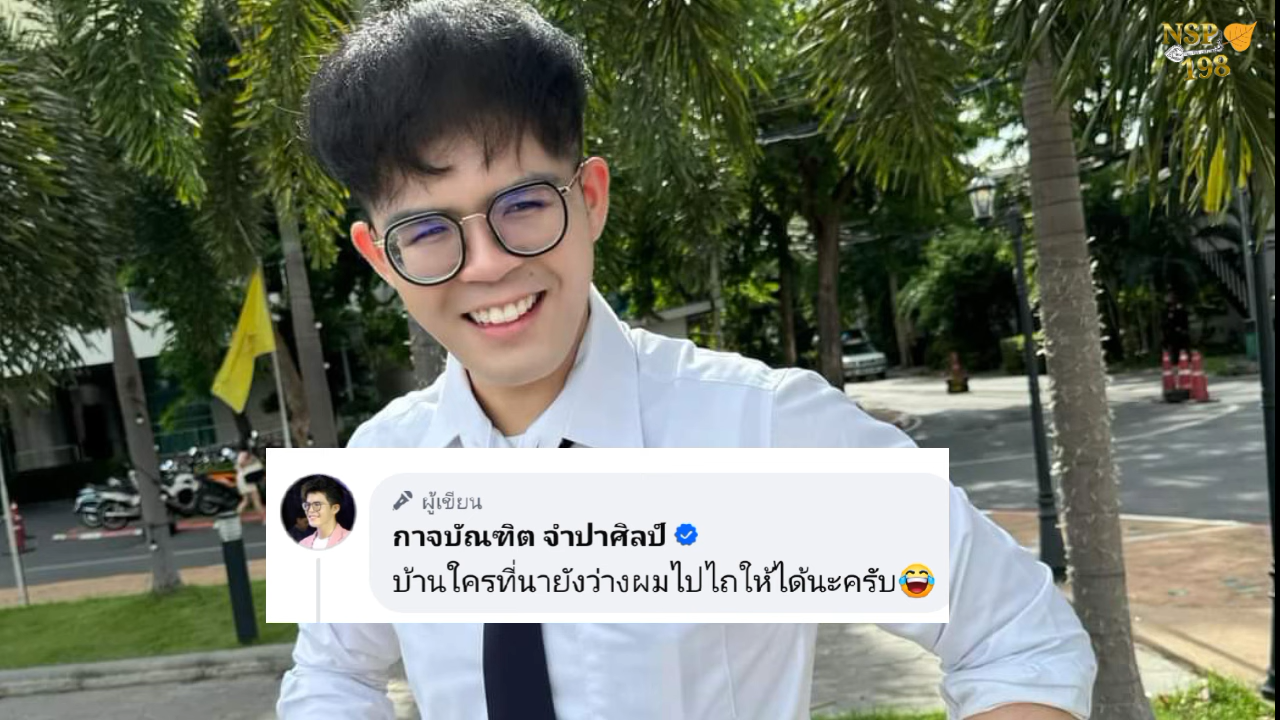 NSP
198
ผู้เขียน
กาจบัณฑิต จำปาศิลป์
บ้านใครที่นายังว่างผมไปไถให้ได้นะครับ😂